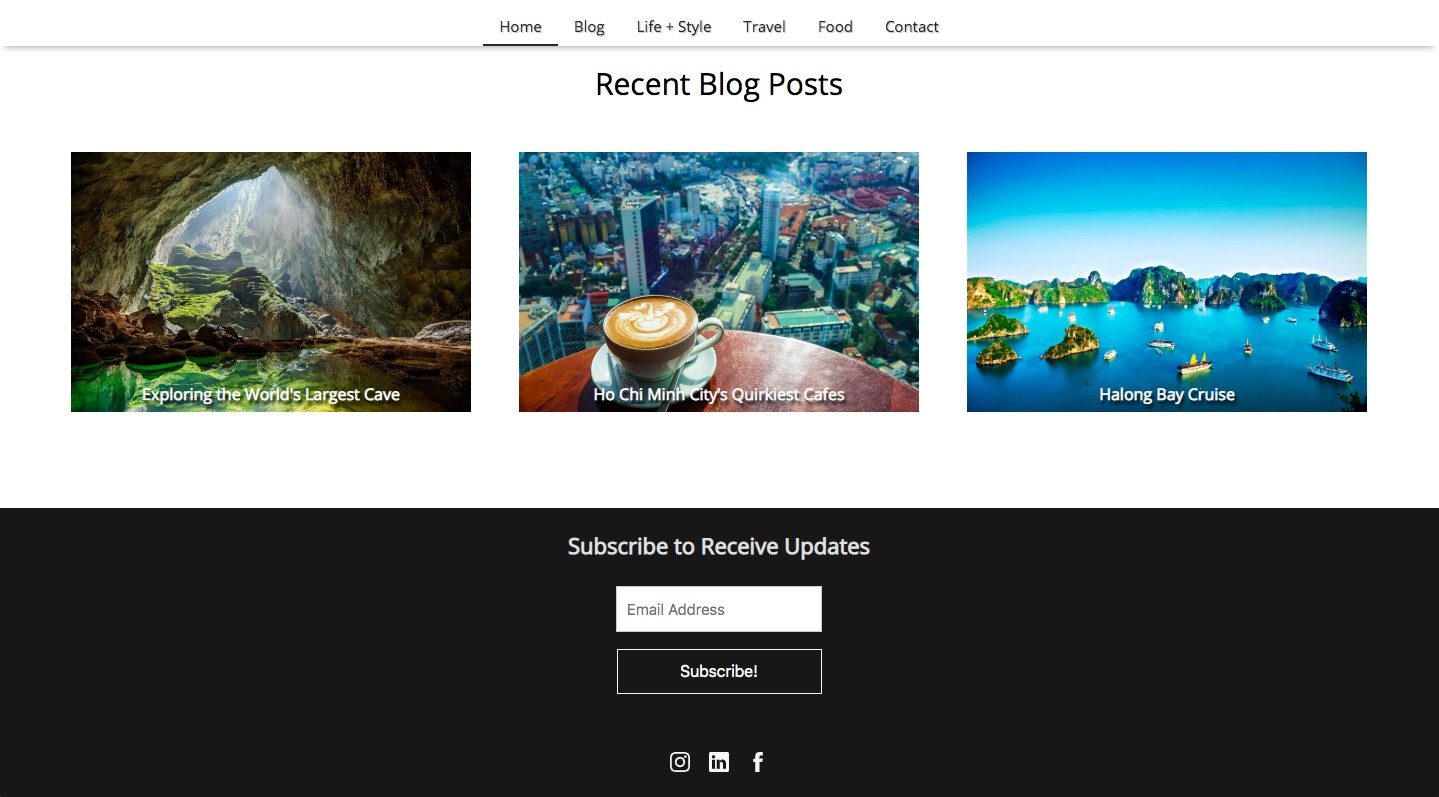 Home Blog Life + Style Travel Food Contact
Recent Blog Posts
Exploring the World's Largest Cave
Ho Chi Minh City's Quirkiest Cafes
Halong Bay Cruise
Subscribe to Receive Updates
Email Address
Subscribe!